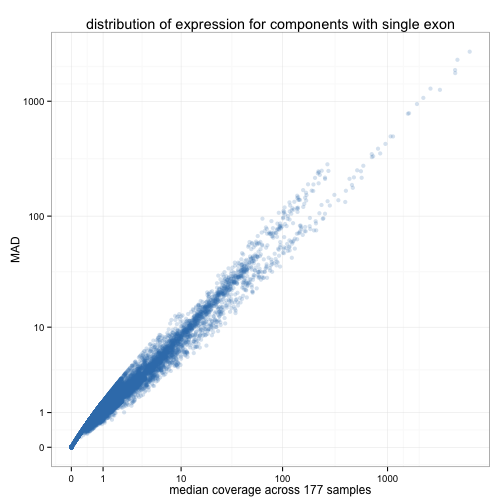 distribution of expression for components with single exon
MAD
1000
100
10
1
0
0 1 10 100 1000
median coverage across 177 samples